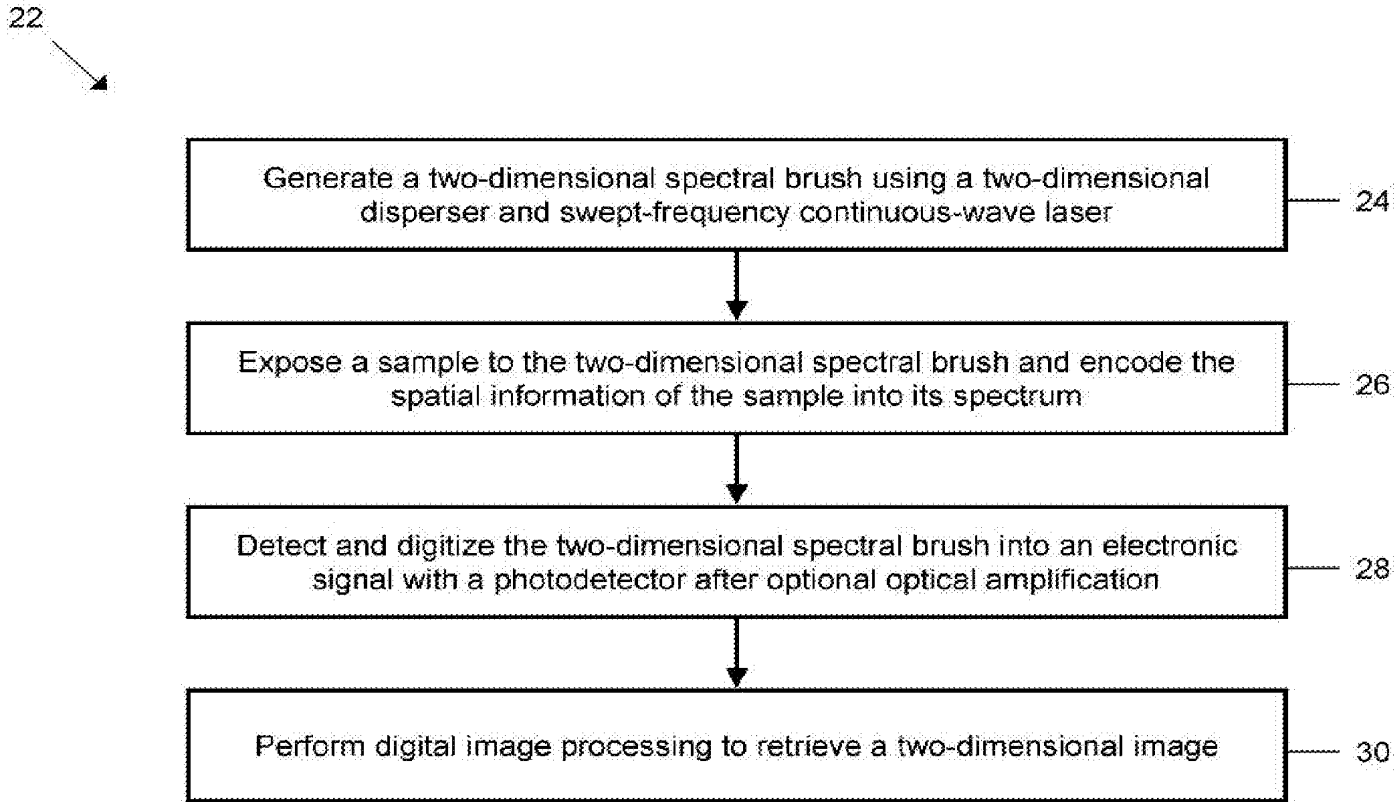 22
Generate a two-dimensional spectral brush using a two-dimensional
disperser and swept-frequency continuous-wave laser
24
Expose a sample to the two-dimensional spectral brush and encode the
spatial information of the sample into its spectrum
26
Detect and digitize the two-dimensional spectral brush into an electronic
signal with a photodetector after optional optical amplification
28
Perform digital image processing to retrieve a two-dimensional image
30